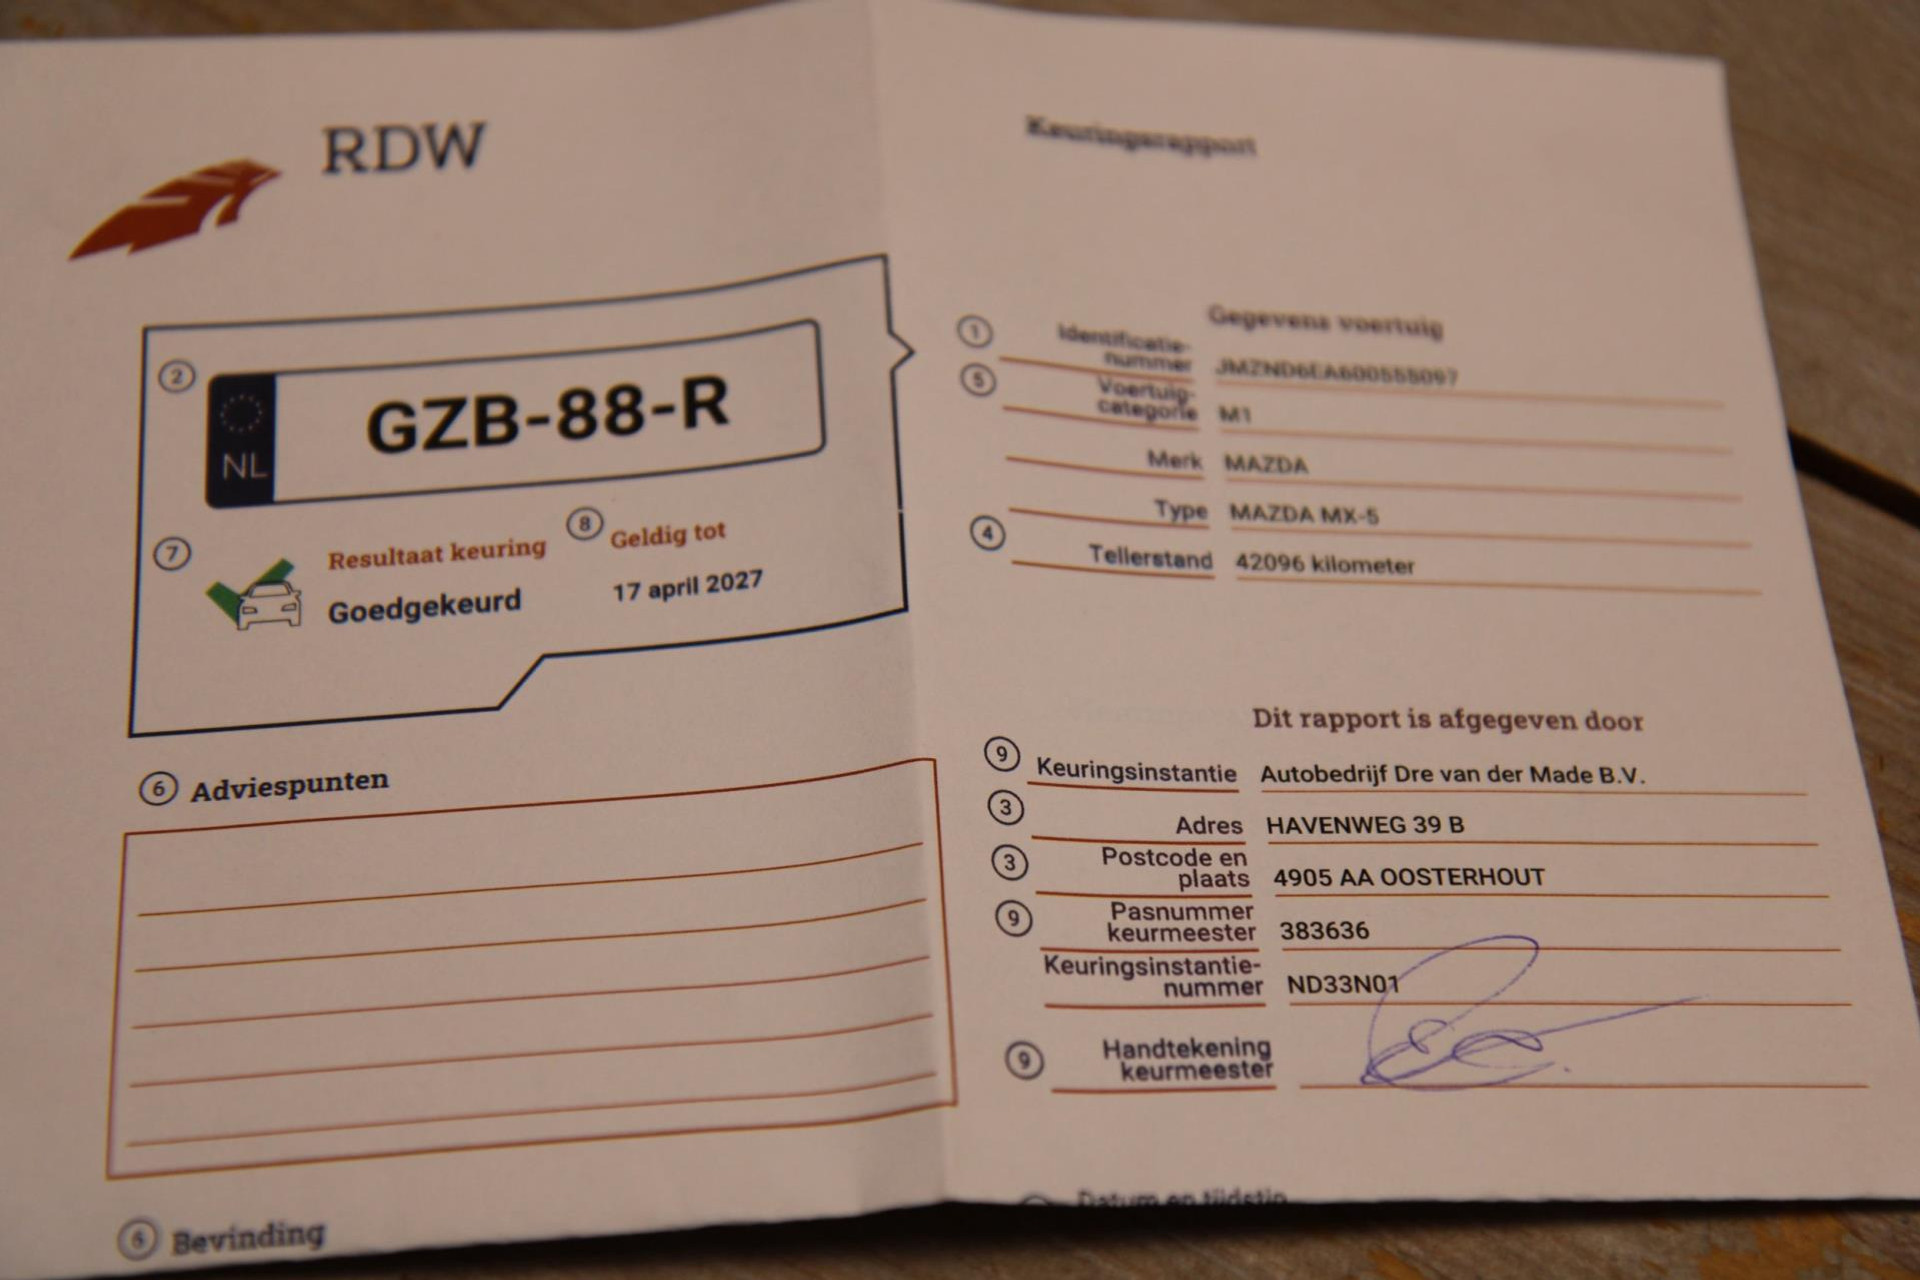 RDW
Keuringsrapport
2
NL
GZB-88-R
7
Resultaat keuring
Goedgekeurd
8
Geldig tot
17 april 2027
6 Adviespunten
6 Bevinding
Gegevens voertuig
1
Identificatie-
nummer
5
Voertuig-
categorie M1
Merk MAZDA
Type MAZDA MX-5
4
Tellerstand 42096 kilometer
Dit rapport is afgegeven door
9 Keuringsinstantie Autobedrijf Dre van der Made B.V.
3 Adres HAVENWEG 39 B
3 Postcode en
plaats 4905 AA OOSTERHOUT
9 Pasnummer
keurmeester 383636
Keuringsinstantie-
nummer ND33N01
9 Handtekening
keurmeester
Datum en tijdstip